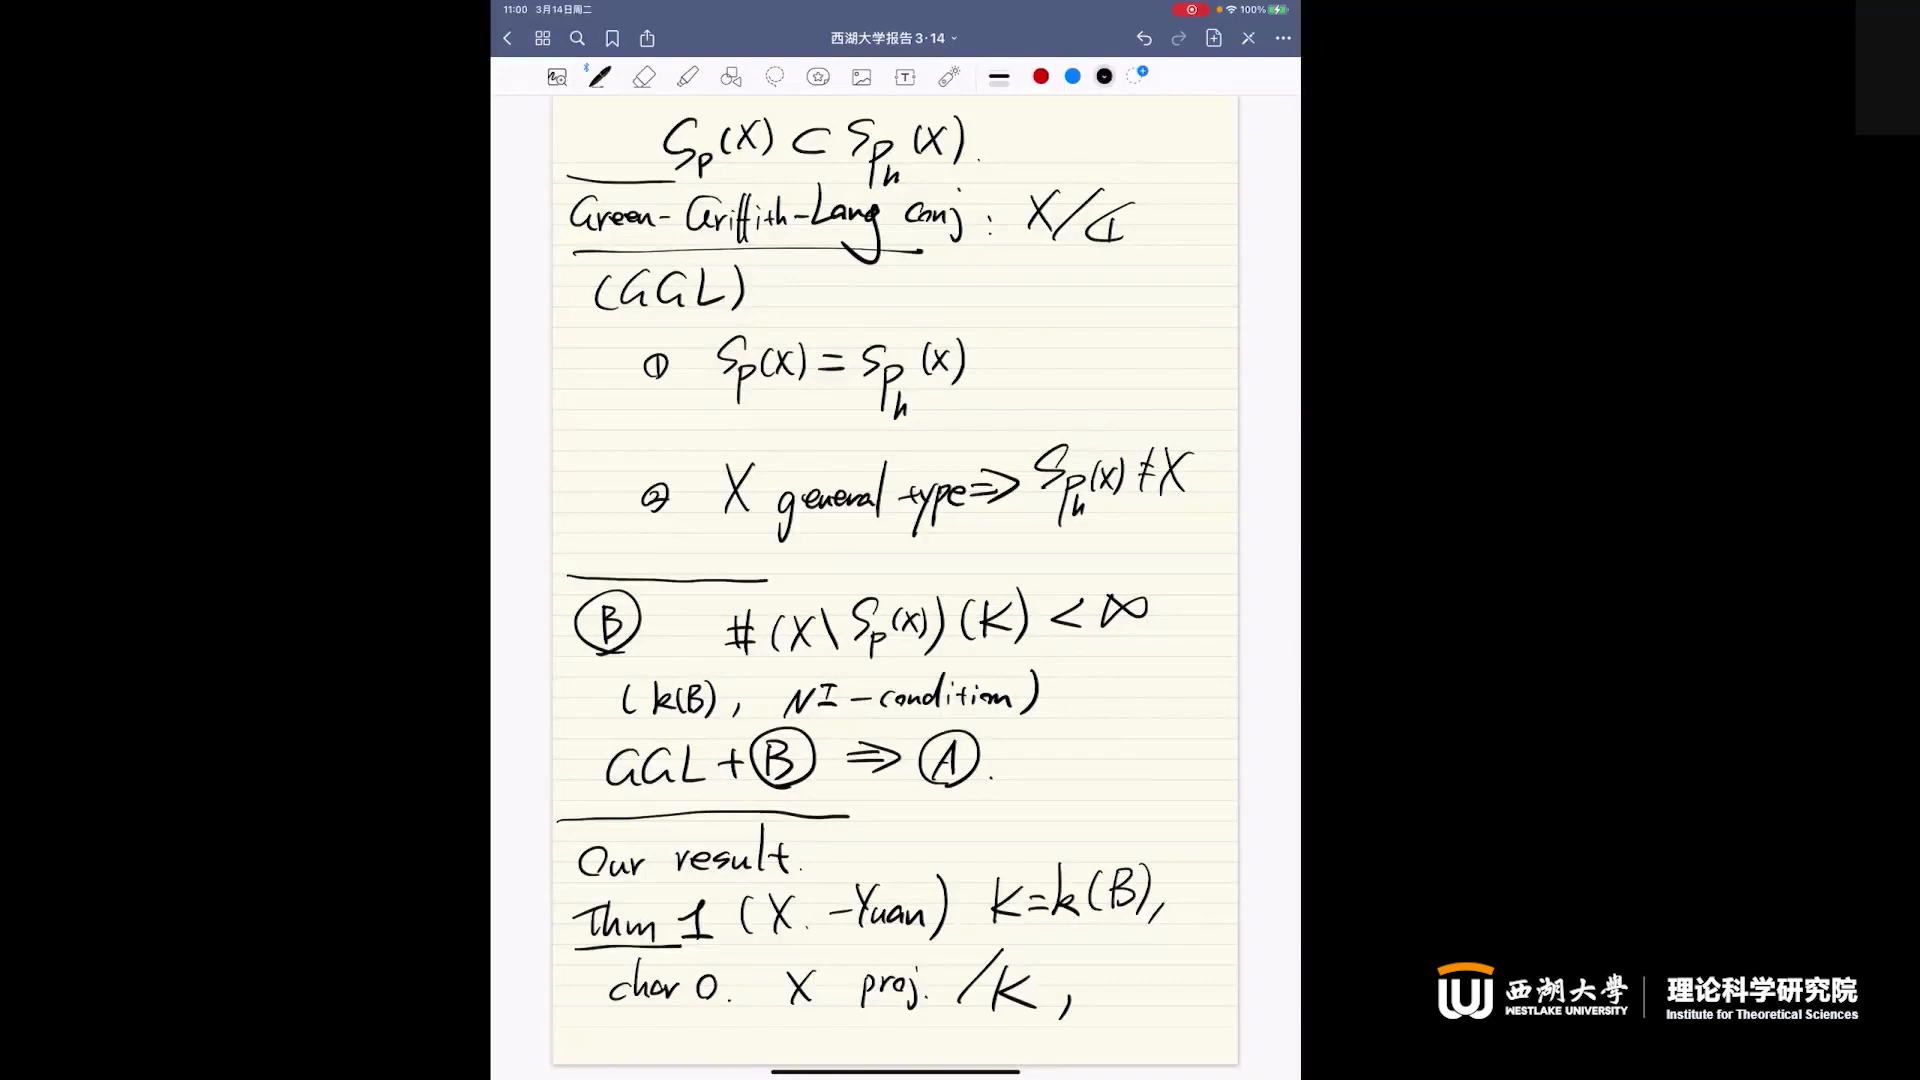 11:00 3月14日周二
100%
西湖大学报告3·14
Sp(X) ⊂ Sp_h(X).
Green-Griffith-Lang conj : X/ℂ
(GGL)
① Sp(X) = Sp_h(X)
② X general type ⇒ Sp_h(X) ≠ X
Ⓑ #(X\Sp(X))(K) < ∞
(k(B), NI-condition)
GGL + Ⓑ ⇒ Ⓐ.
Our result.
Thm 1 (X. -Yuan) K=k(B),
char 0. X proj. /K,
西湖大學
WESTLAKE UNIVERSITY
理论科学研究院
Institute for Theoretical Sciences